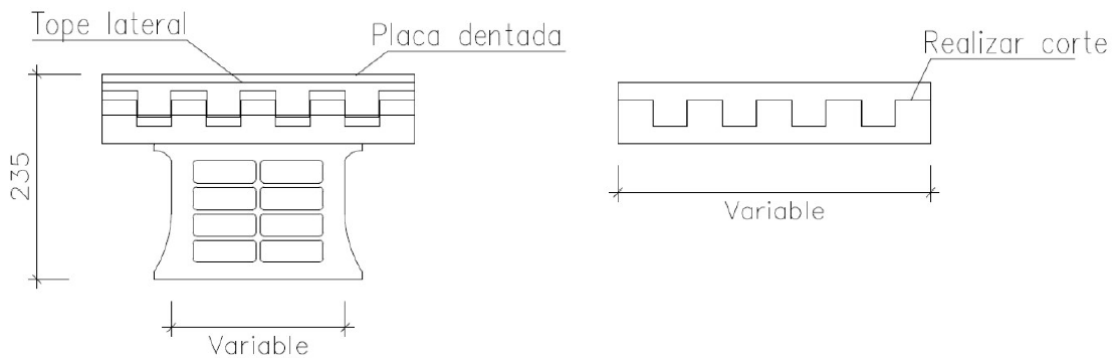 Tope lateral
Placa dentada
Realizar corte
235
Variable
Variable